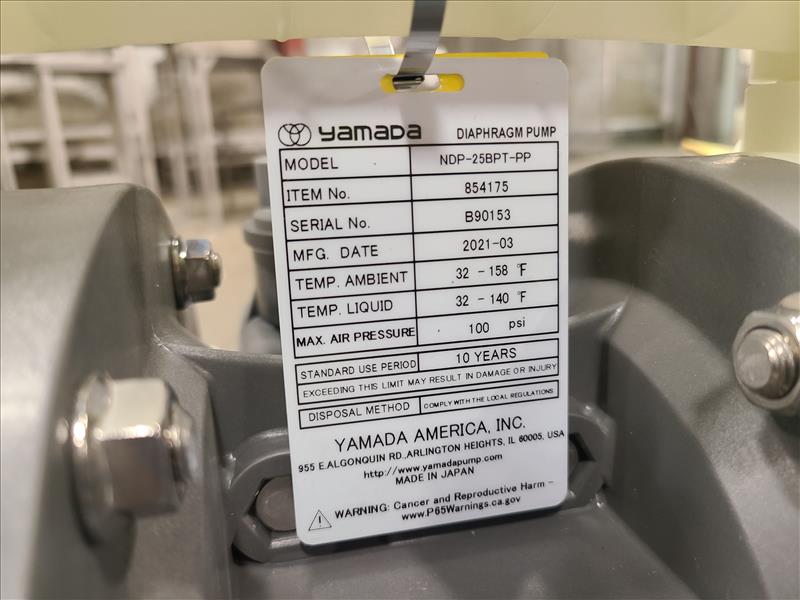 yamada DIAPHRAGM PUMP
MODEL NDP-25BPT-PP
ITEM No. 854175
SERIAL No. B90153
MFG. DATE 2021-03
TEMP. AMBIENT 32 - 158 °F
TEMP. LIQUID 32 - 140 °F
MAX. AIR PRESSURE 100 psi
STANDARD USE PERIOD 10 YEARS
EXCEEDING THIS LIMIT MAY RESULT IN DAMAGE OR INJURY
DISPOSAL METHOD COMPLY WITH THE LOCAL REGULATIONS
YAMADA AMERICA, INC.
955 E.ALGONQUIN RD.,ARLINGTON HEIGHTS, IL 60005, USA
http://www.yamadapump.com
MADE IN JAPAN
WARNING: Cancer and Reproductive Harm -
www.P65Warnings.ca.gov